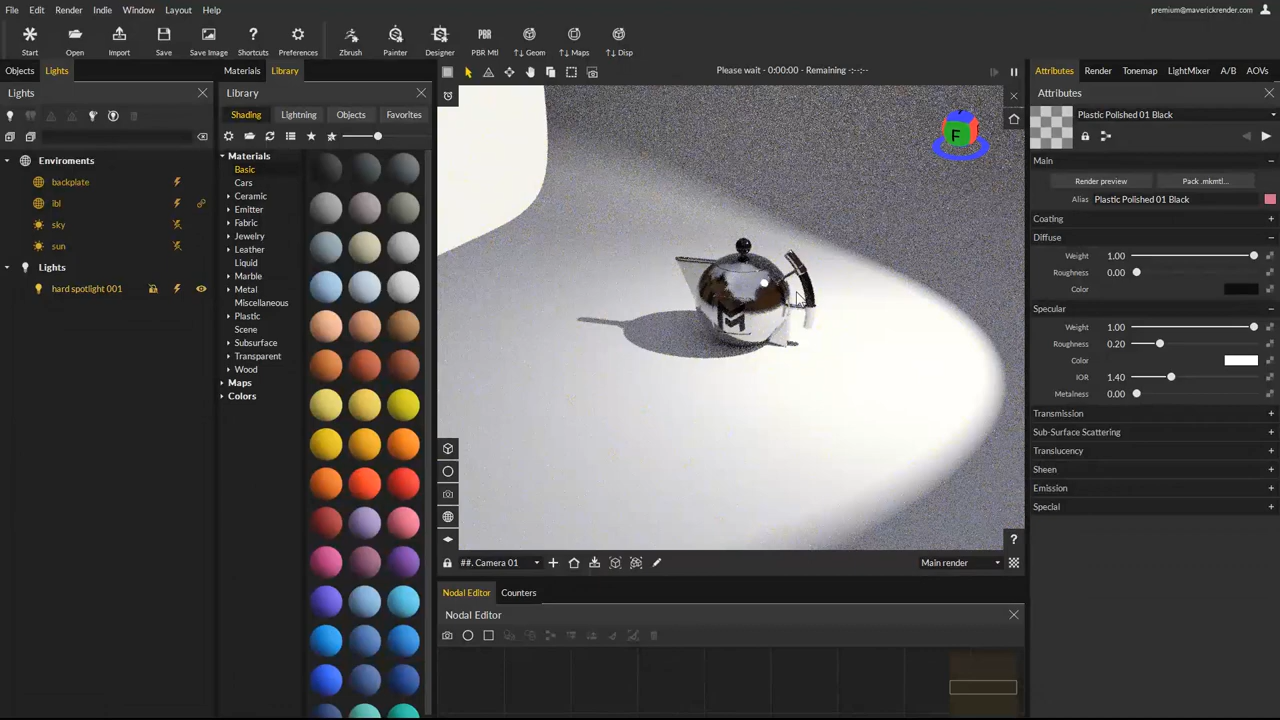 File Edit Render Indie Window Layout Help premium@maverickrender.com
Start Open Import Save Save Image Shortcuts Preferences Zbrush Painter Designer PBR PBR Mtl ↑↓ Geom ↑↓ Maps ↑↓ Disp
Objects Lights Materials Library Please wait - 0:00:00 - Remaining -:--:-- Attributes Render Tonemap LightMixer A/B AOVs
Lights Library Attributes
Shading Lightning Objects Favorites Plastic Polished 01 Black
F
Enviroments
backplate
ibl
sky
sun
Lights
hard spotlight 001
Materials
Basic
Cars
Ceramic
Emitter
Fabric
Jewelry
Leather
Liquid
Marble
Metal
Miscellaneous
Plastic
Scene
Subsurface
Transparent
Wood
Maps
Colors
M
Main
Render preview Pack .mkmtl...
Alias Plastic Polished 01 Black
Coating
Diffuse
Weight 1.00
Roughness 0.00
Color
Specular
Weight 1.00
Roughness 0.20
Color
IOR 1.40
Metalness 0.00
Transmission
Sub-Surface Scattering
Translucency
Sheen
Emission
Special
?
##. Camera 01 Main render
Nodal Editor Counters
Nodal Editor